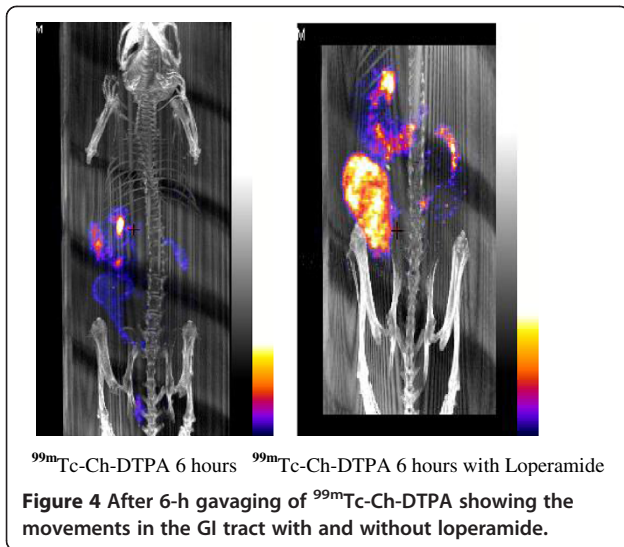 M
M
⁹⁹ᵐTc-Ch-DTPA 6 hours ⁹⁹ᵐTc-Ch-DTPA 6 hours with Loperamide
Figure 4 After 6-h gavaging of ⁹⁹ᵐTc-Ch-DTPA showing the
movements in the GI tract with and without loperamide.